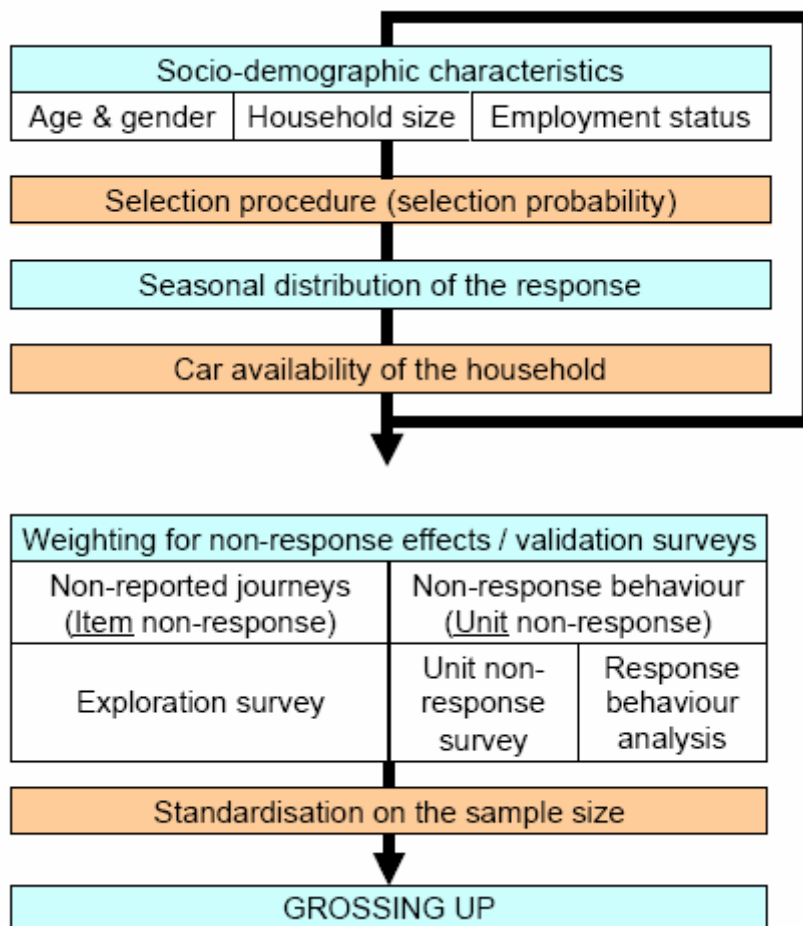 Socio-demographic characteristics
Age & gender
Household size
Employment status
Selection procedure (selection probability)
Seasonal distribution of the response
Car availability of the household
Weighting for non-response effects / validation surveys
Non-reported journeys
(Item non-response)
Non-response behaviour
(Unit non-response)
Exploration survey
Unit non-
response
survey
Response
behaviour
analysis
Standardisation on the sample size
GROSSING UP